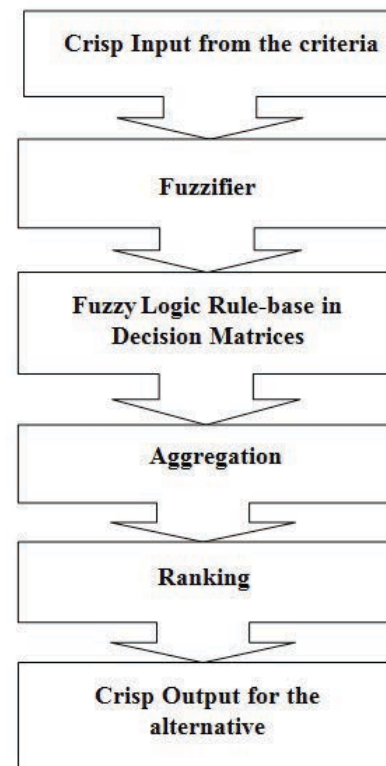 Crisp Input from the criteria
Fuzzifier
Fuzzy Logic Rule-base in
Decision Matrices
Aggregation
Ranking
Crisp Output for the
alternative